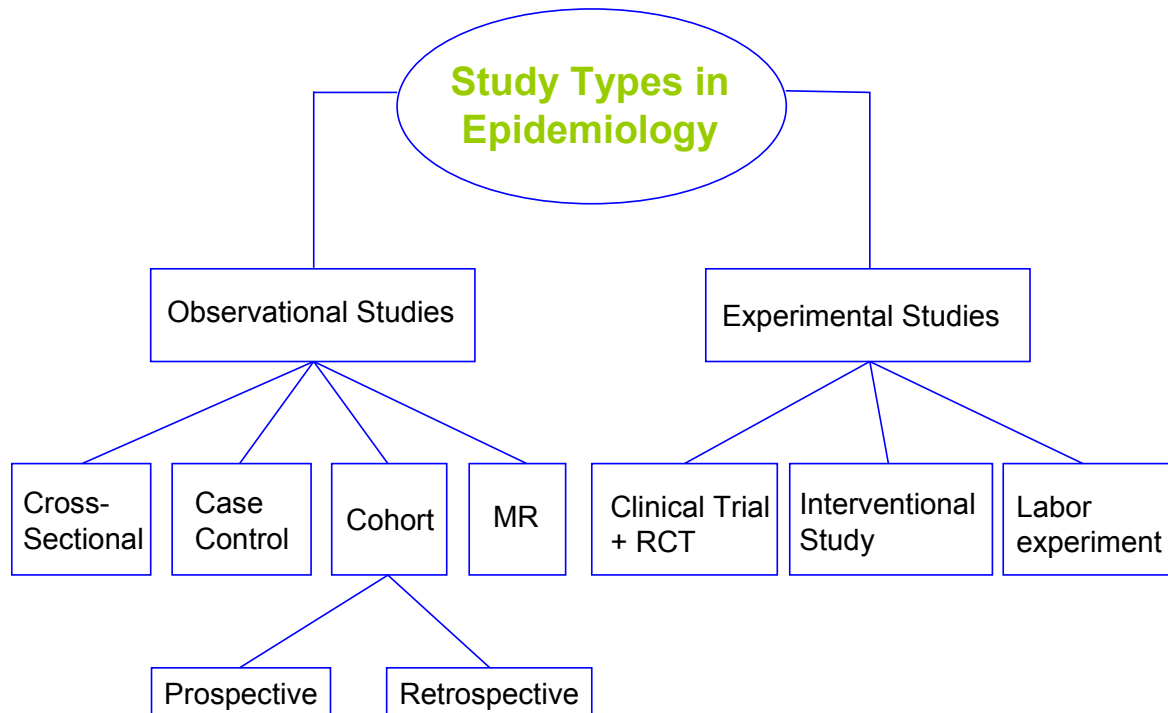 Study Types in
Epidemiology
Observational Studies
Experimental Studies
Cross-
Sectional
Case
Control
Cohort
MR
Clinical Trial
+ RCT
Interventional
Study
Labor
experiment
Prospective
Retrospective